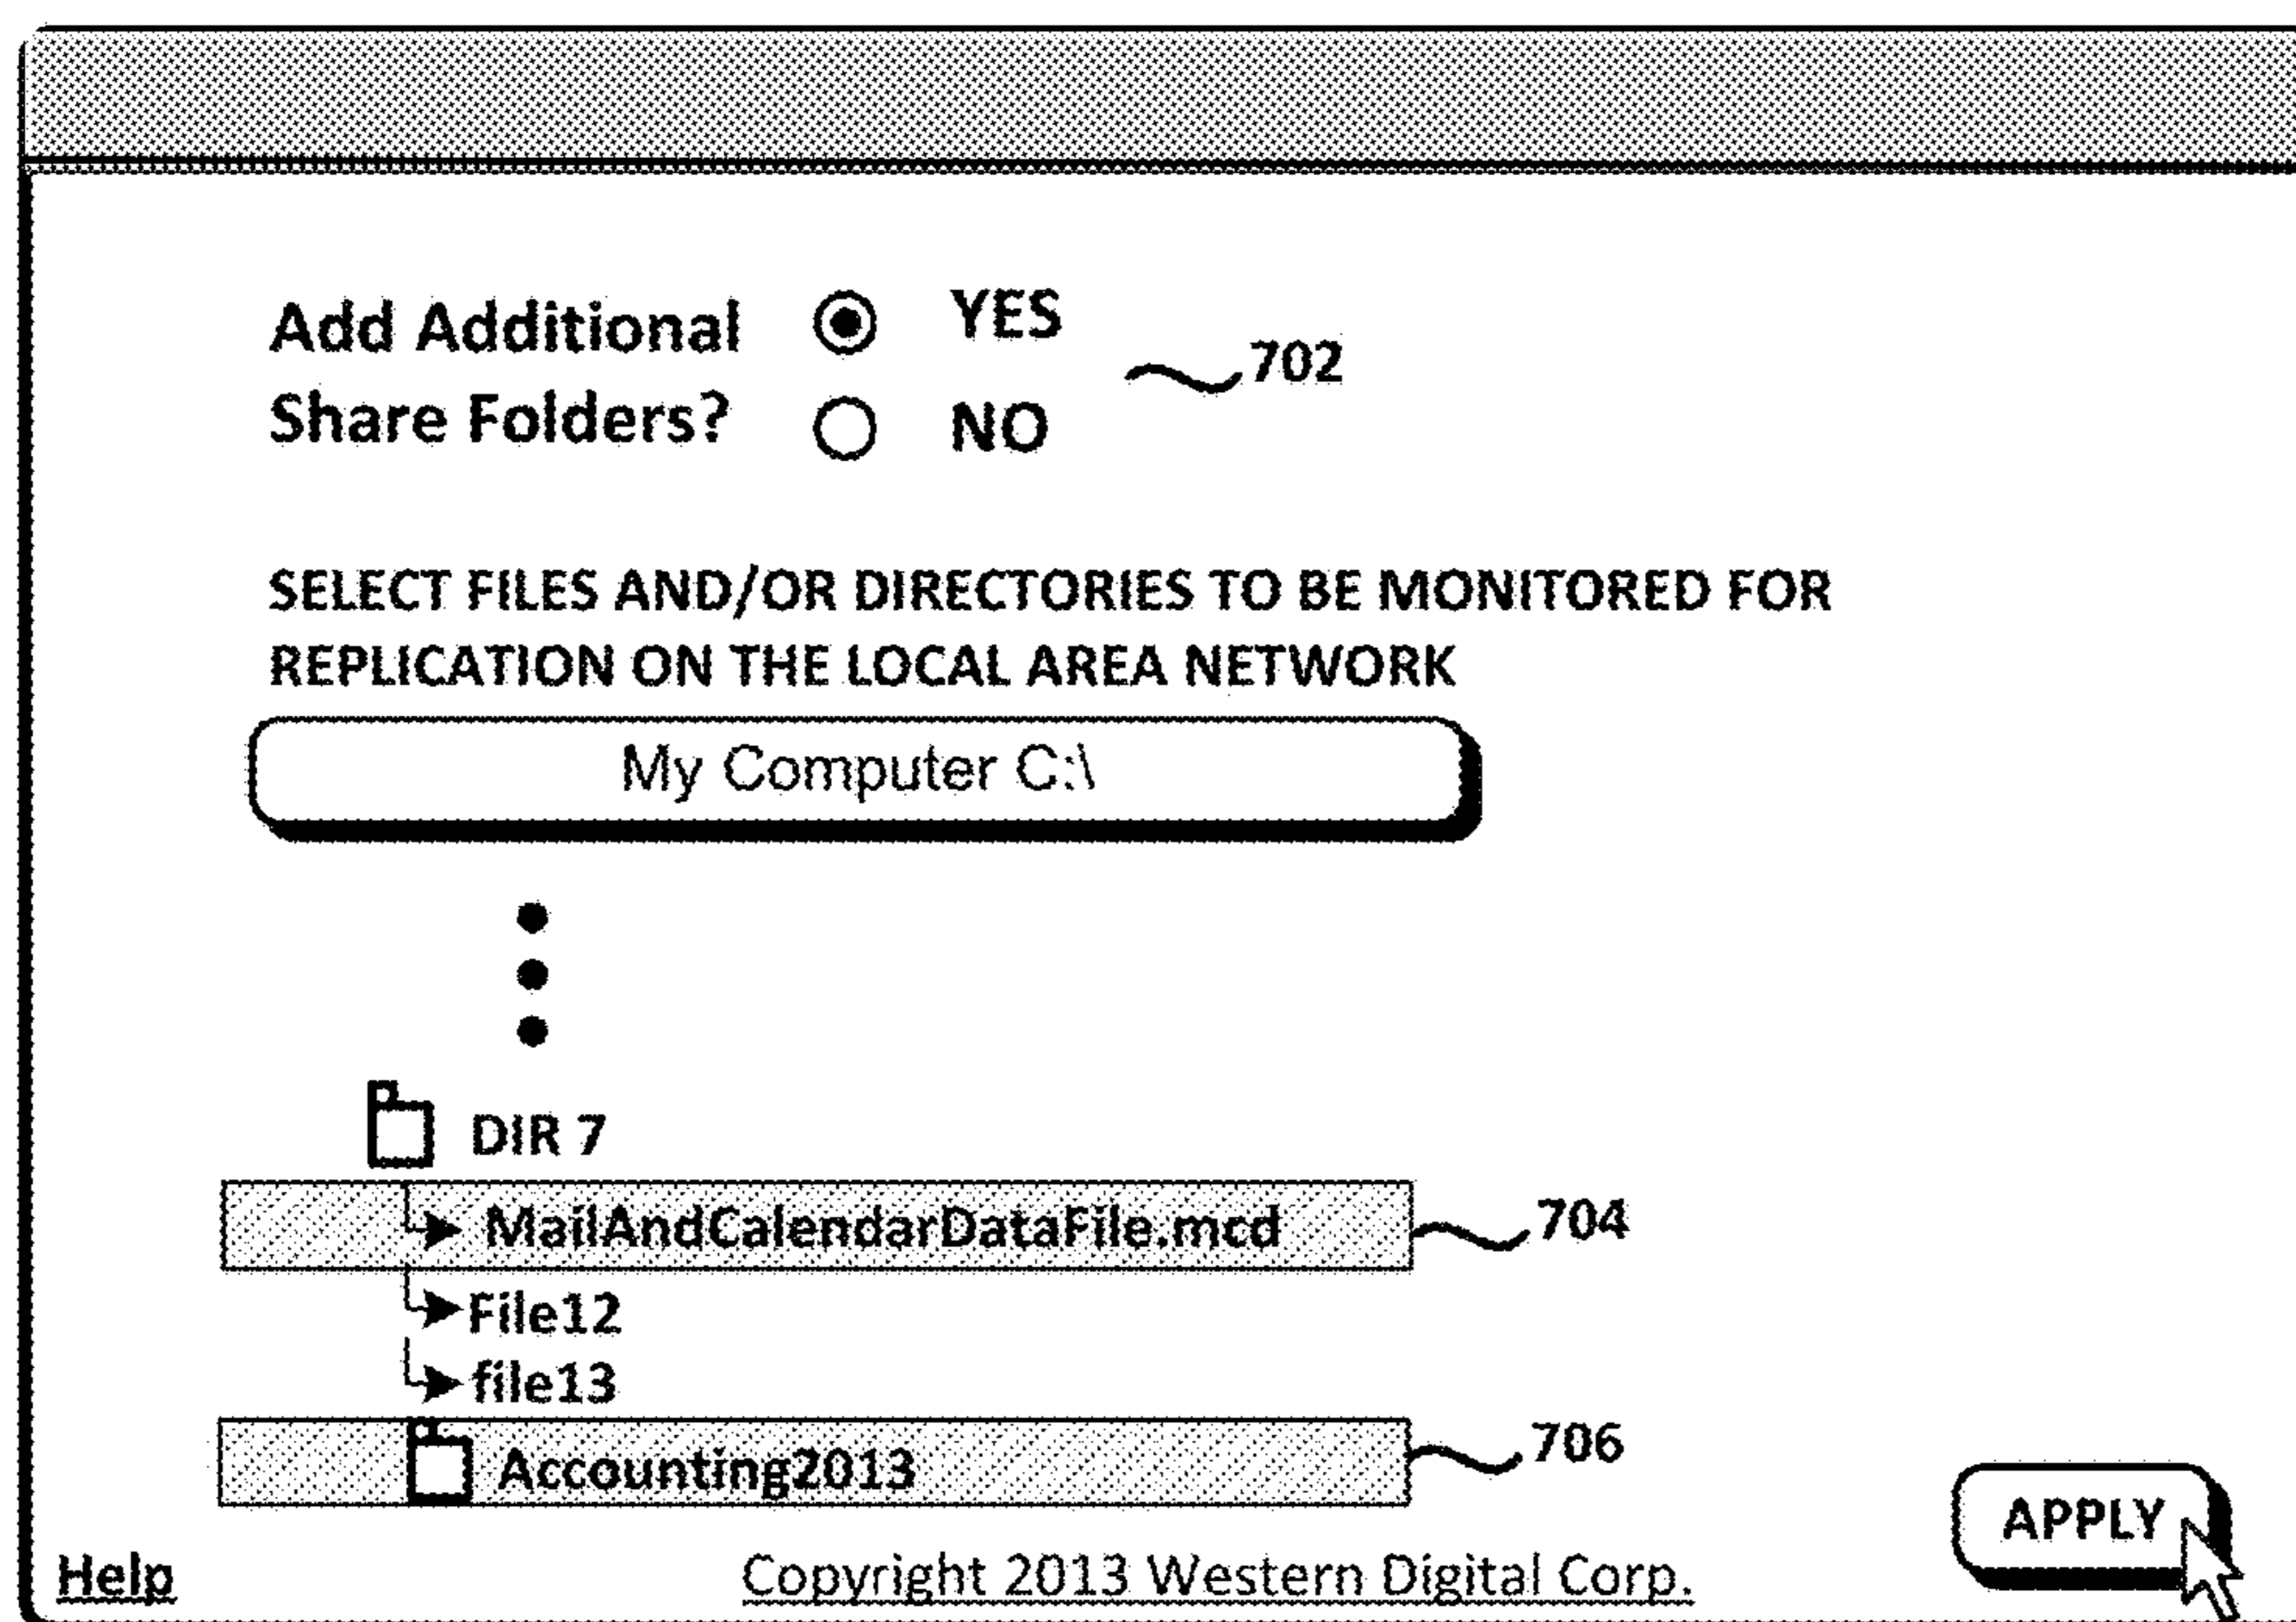 Add Additional YES
Share Folders? NO
702
SELECT FILES AND/OR DIRECTORIES TO BE MONITORED FOR
REPLICATION ON THE LOCAL AREA NETWORK
My Computer C:\
DIR 7
MailAndCalendarDataFile.mcd 704
File12
file13
Accounting2013 706
APPLY
Help Copyright 2013 Western Digital Corp.